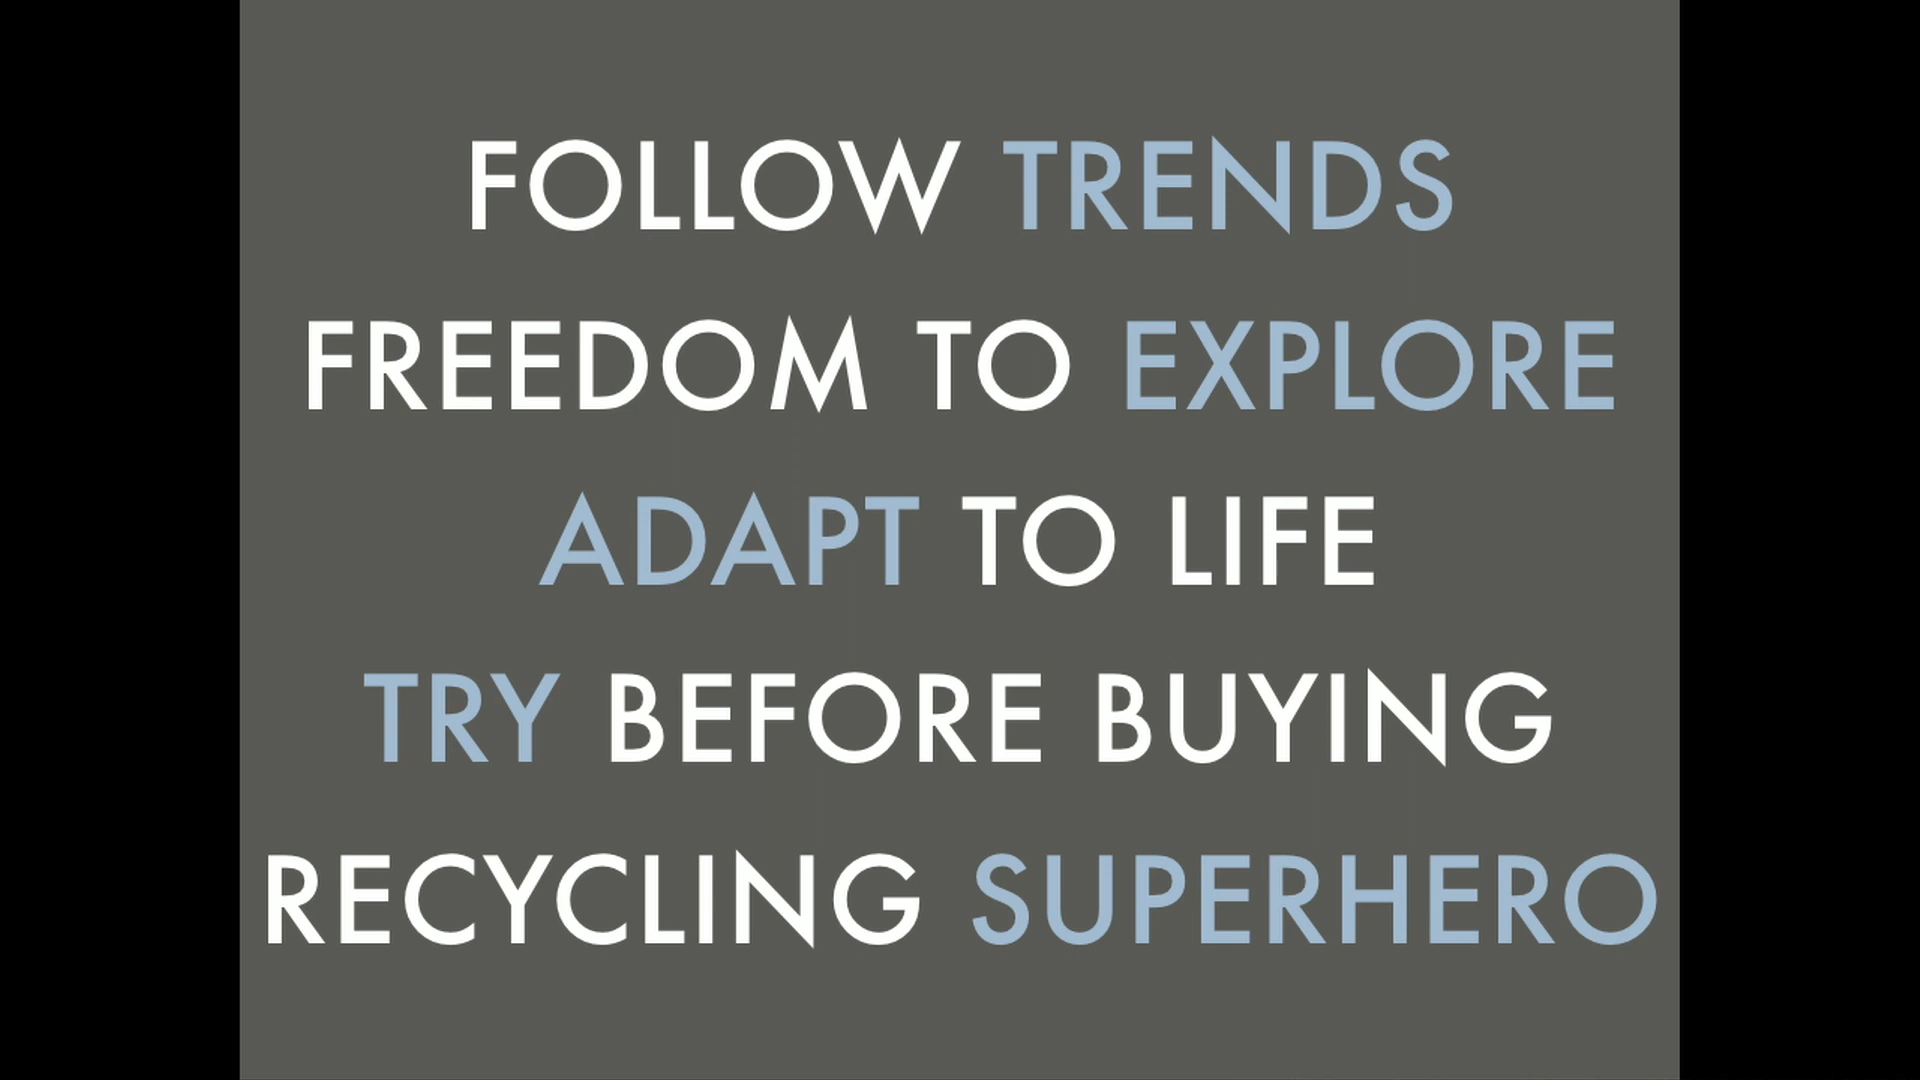 FOLLOW TRENDS
FREEDOM TO EXPLORE
ADAPT TO LIFE
TRY BEFORE BUYING
RECYCLING SUPERHERO